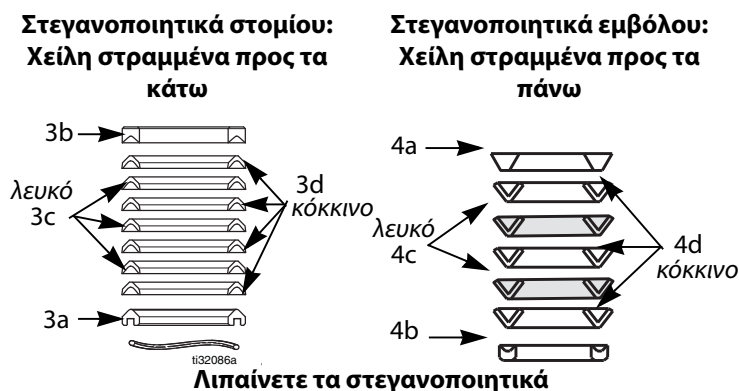 Στεγανοποιητικά στομίου:
Χείλη στραμμένα προς τα
κάτω
3b
λευκό
3c
3d
κόκκινο
3a
ti32086a
Στεγανοποιητικά εμβόλου:
Χείλη στραμμένα προς τα
πάνω
4a
λευκό
4c
4d
κόκκινο
4b
Λιπαίνετε τα στεγανοποιητικά